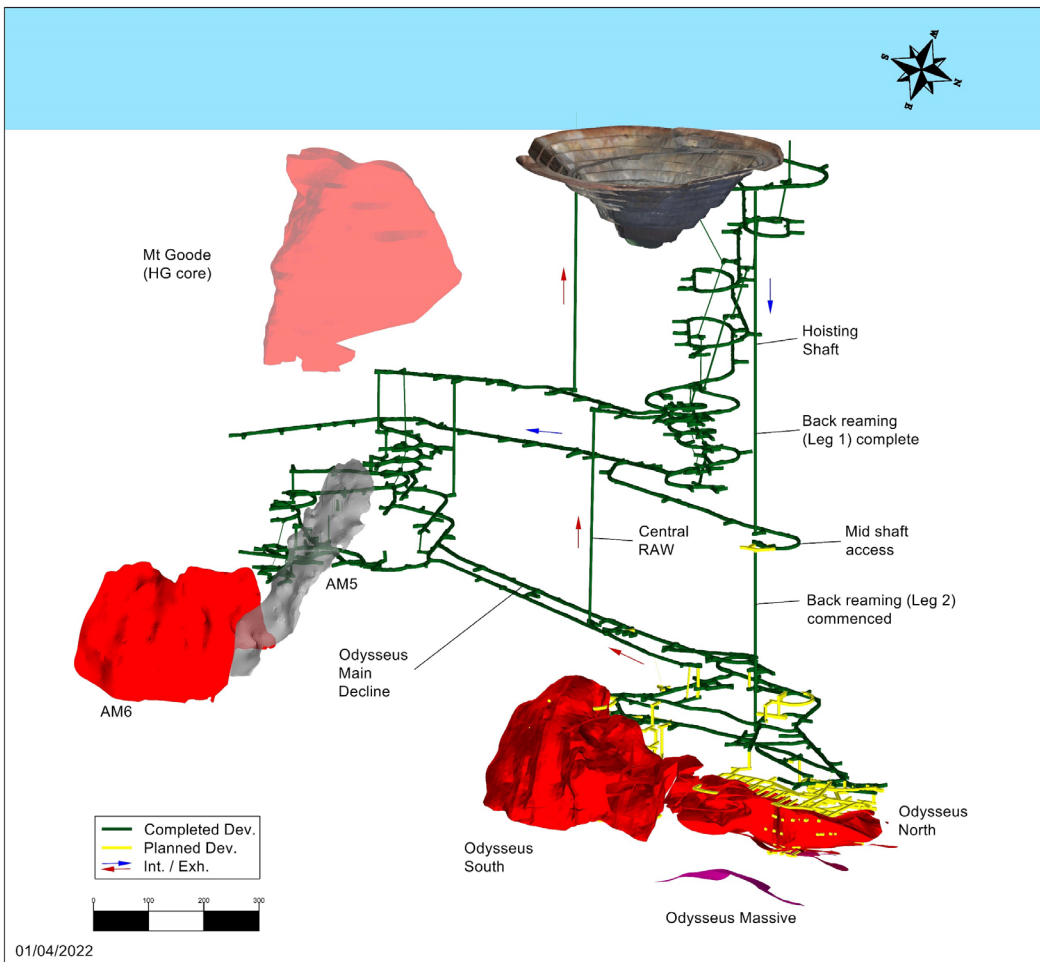 W
S
N
E
Mt Goode
(HG core)
Hoisting
Shaft
Back reaming
(Leg 1) complete
Central
RAW
Mid shaft
access
AM5
Back reaming (Leg 2)
commenced
Odysseus
Main
Decline
AM6
Odysseus
North
Odysseus
South
Odysseus Massive
Completed Dev.
Planned Dev.
Int. / Exh.
0 100 200 300
01/04/2022